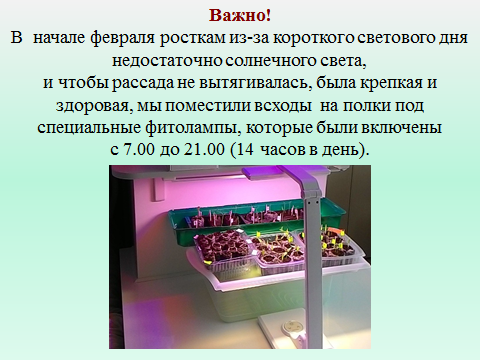 Важно!
В начале февраля росткам из-за короткого светового дня
недостаточно солнечного света,
и чтобы рассада не вытягивалась, была крепкая и
здоровая, мы поместили всходы на полки под
специальные фитолампы, которые были включены
с 7.00 до 21.00 (14 часов в день).